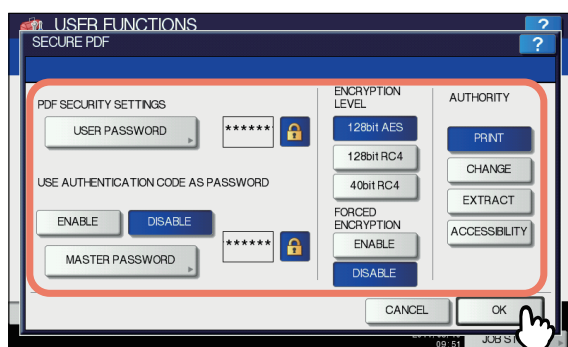 USER FUNCTIONS
?
SECURE PDF
?
PDF SECURITY SETTINGS
USER PASSWORD
******
USE AUTHENTICATION CODE AS PASSWORD
ENABLE
DISABLE
MASTER PASSWORD
******
ENCRYPTION
LEVEL
128bit AES
128bit RC4
40bit RC4
FORCED
ENCRYPTION
ENABLE
DISABLE
AUTHORITY
PRINT
CHANGE
EXTRACT
ACCESSIBILITY
CANCEL
OK
09:51
JOB ST